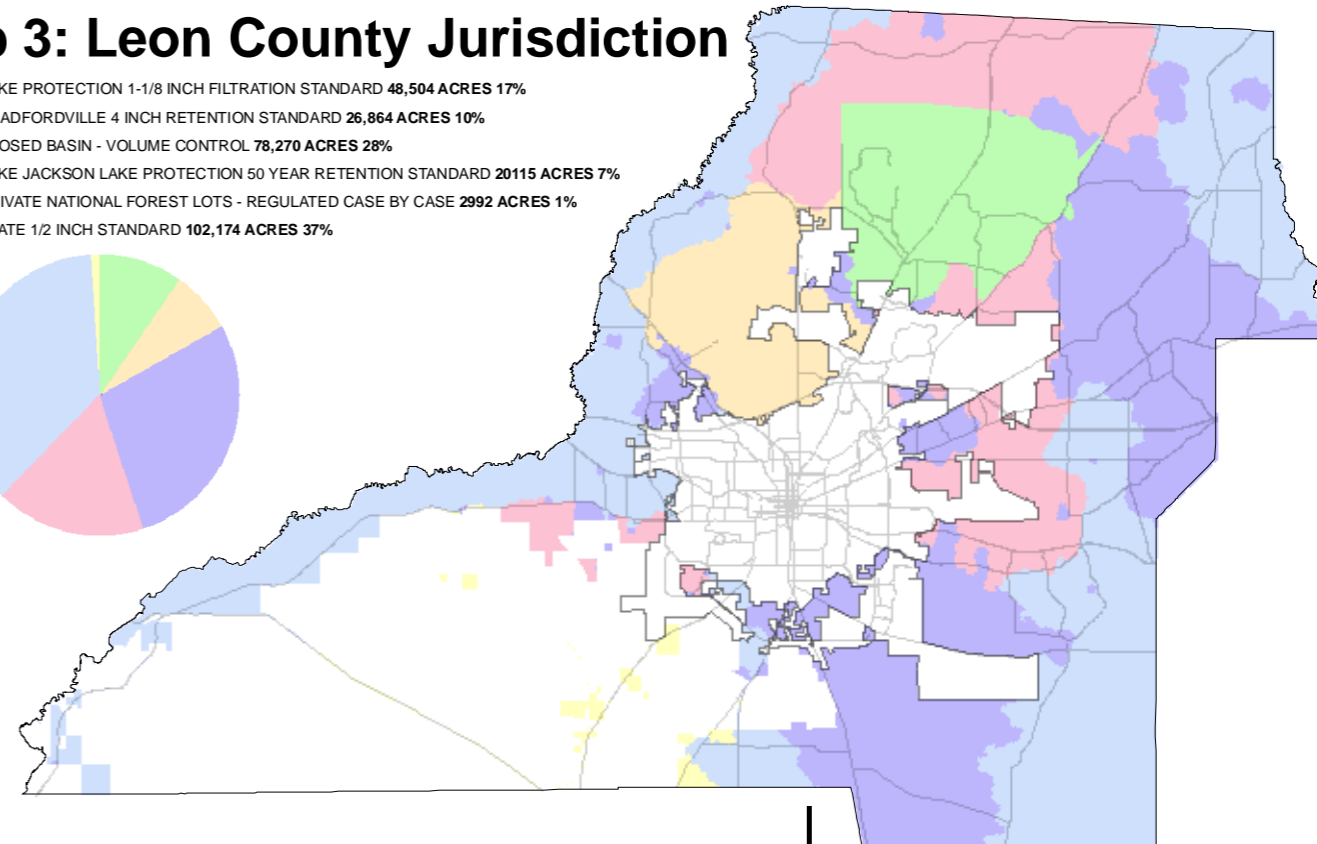 3: Leon County Jurisdiction
KE PROTECTION 1-1/8 INCH FILTRATION STANDARD 48,504 ACRES 17%
ADFORDVILLE 4 INCH RETENTION STANDARD 26,864 ACRES 10%
OSED BASIN - VOLUME CONTROL 78,270 ACRES 28%
KE JACKSON LAKE PROTECTION 50 YEAR RETENTION STANDARD 20115 ACRES 7%
IVATE NATIONAL FOREST LOTS - REGULATED CASE BY CASE 2992 ACRES 1%
ATE 1/2 INCH STANDARD 102,174 ACRES 37%